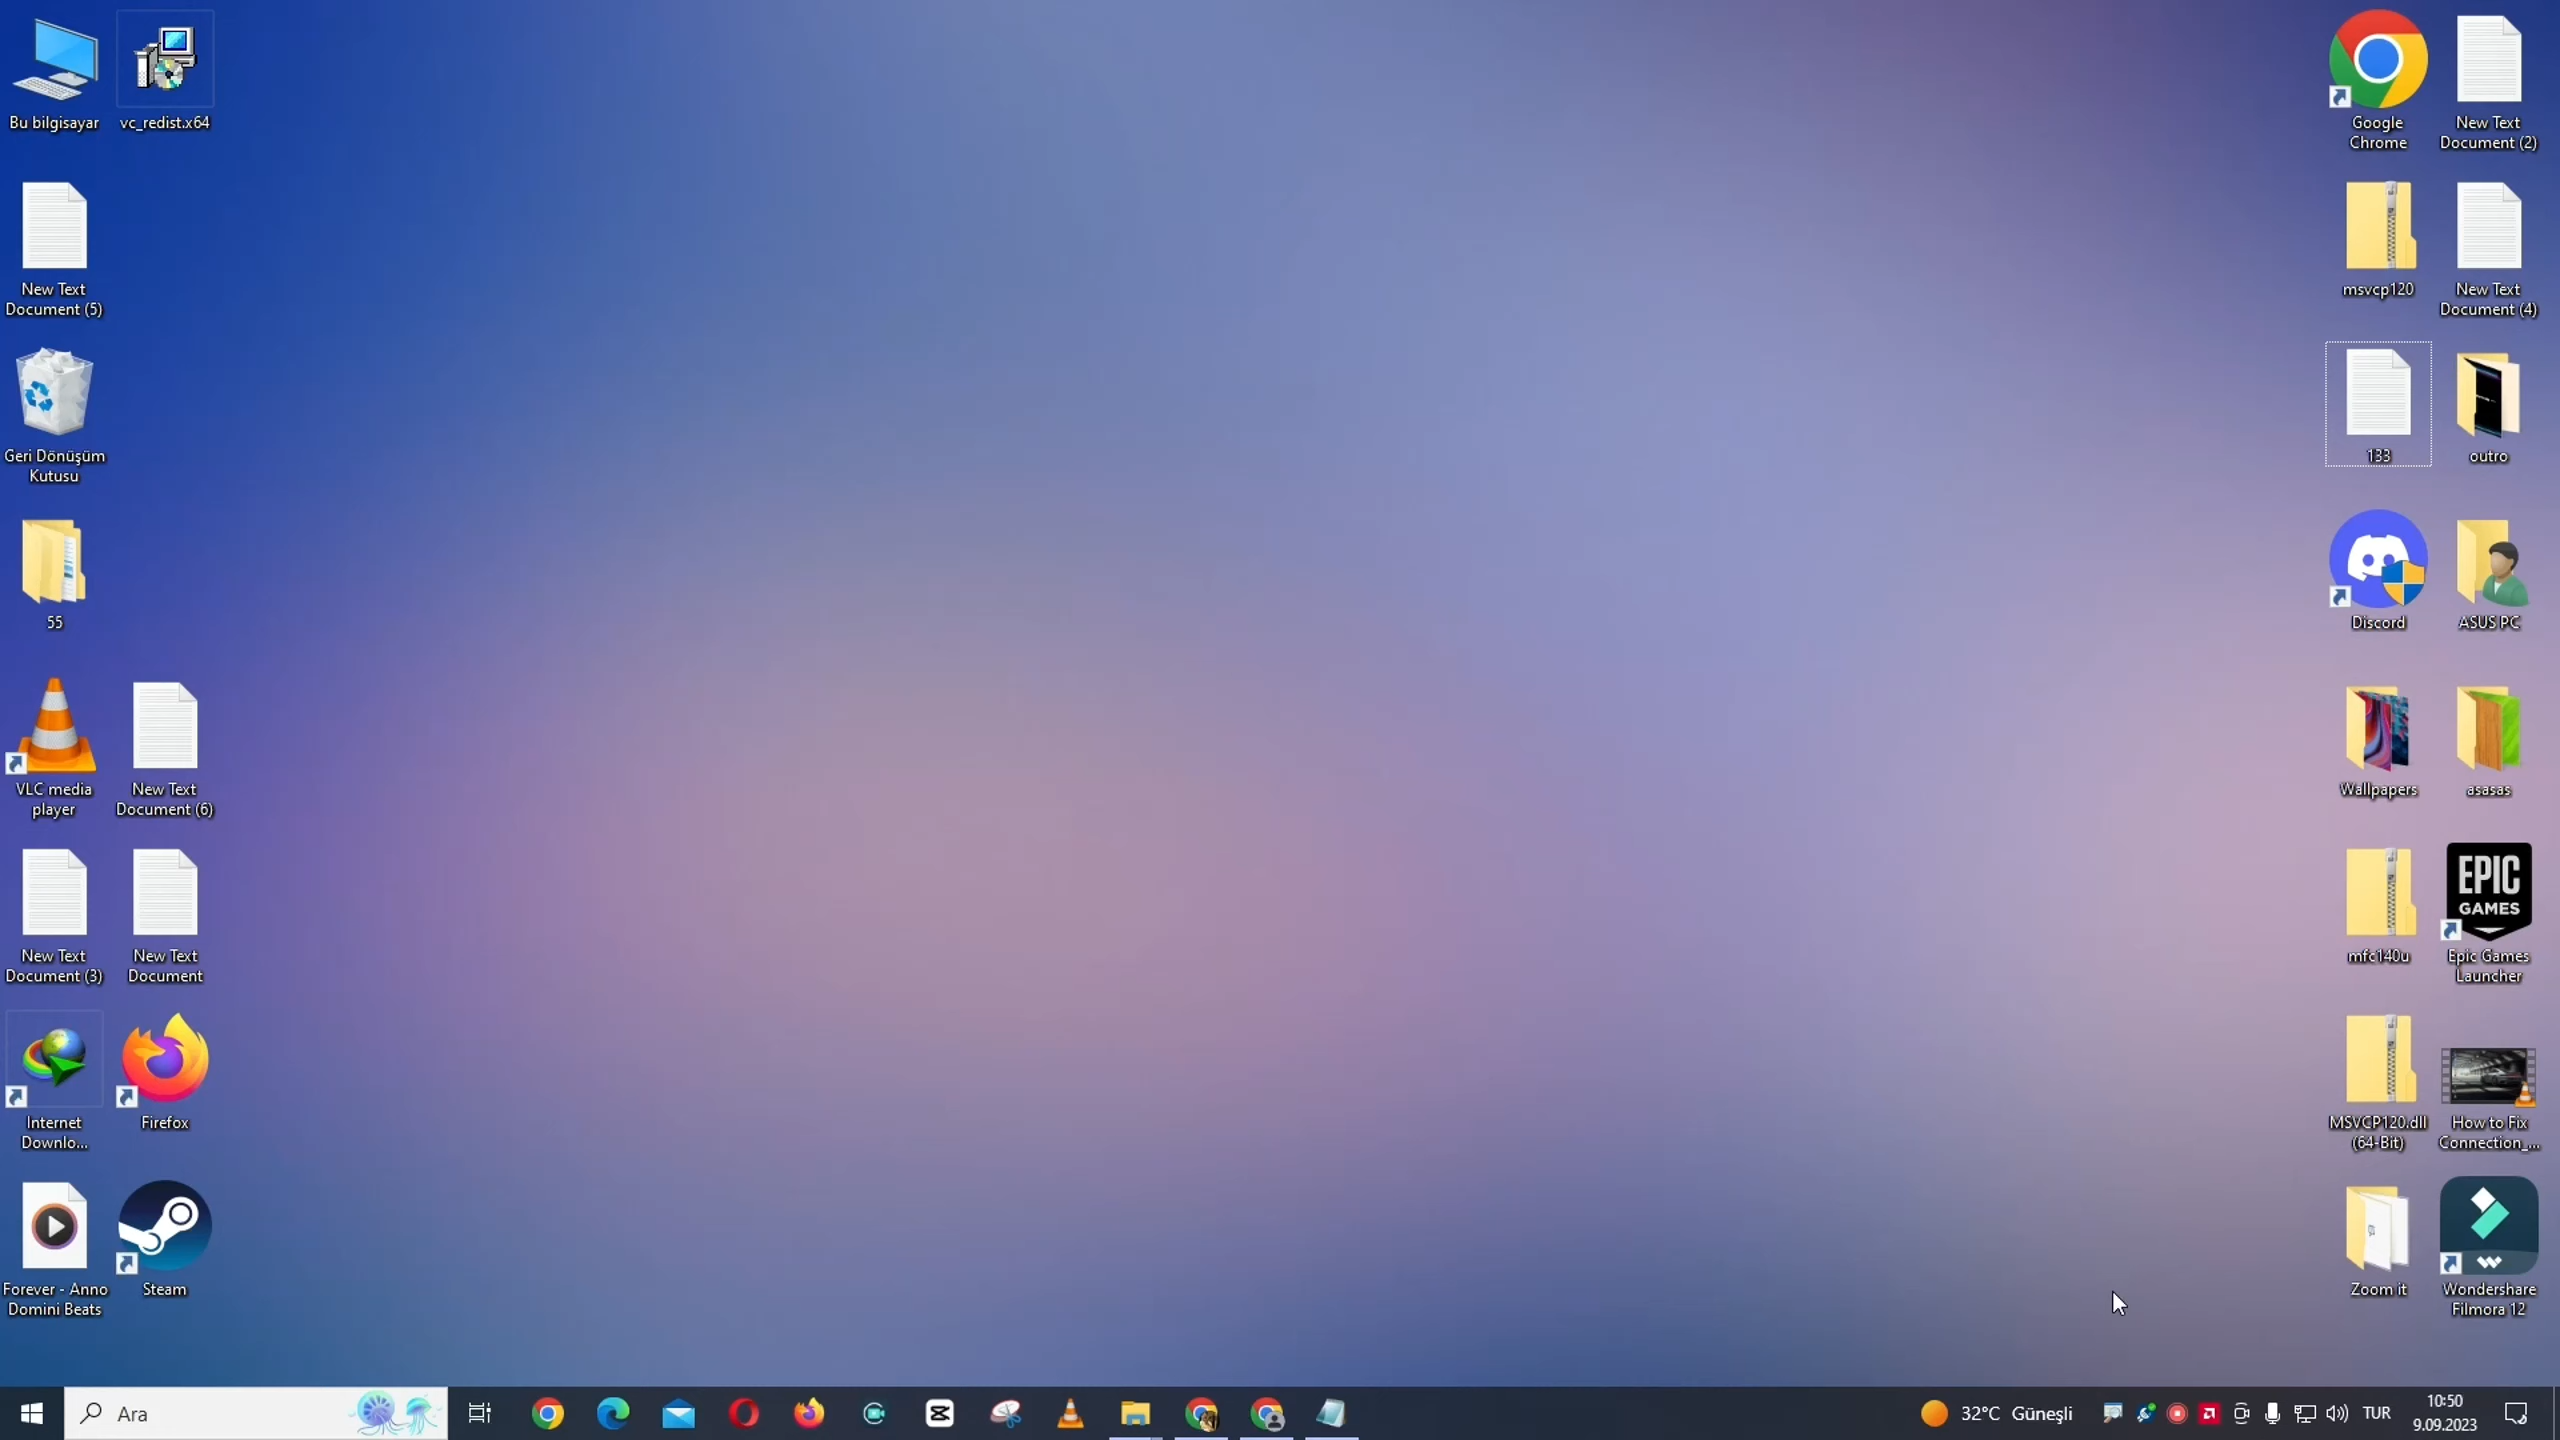 Bu bilgisayar
vc_redist.x64
New Text
Document (5)
Geri Dönüşüm
Kutusu
55
VLC media
player
New Text
Document (6)
New Text
Document (3)
New Text
Document
Internet
Downlo...
Firefox
Forever - Anno
Domini Beats
Steam
Google
Chrome
New Text
Document (2)
msvcp120
New Text
Document (4)
133
outro
Discord
ASUS PC
Wallpapers
asasas
mfc140u
EPIC
GAMES
Epic Games
Launcher
MSVCP120.dll
(64-Bit)
How to Fix
Connection_...
Zoom it
Wondershare
Filmora 12
Ara
32°C Güneşli
TUR
10:50
9.09.2023